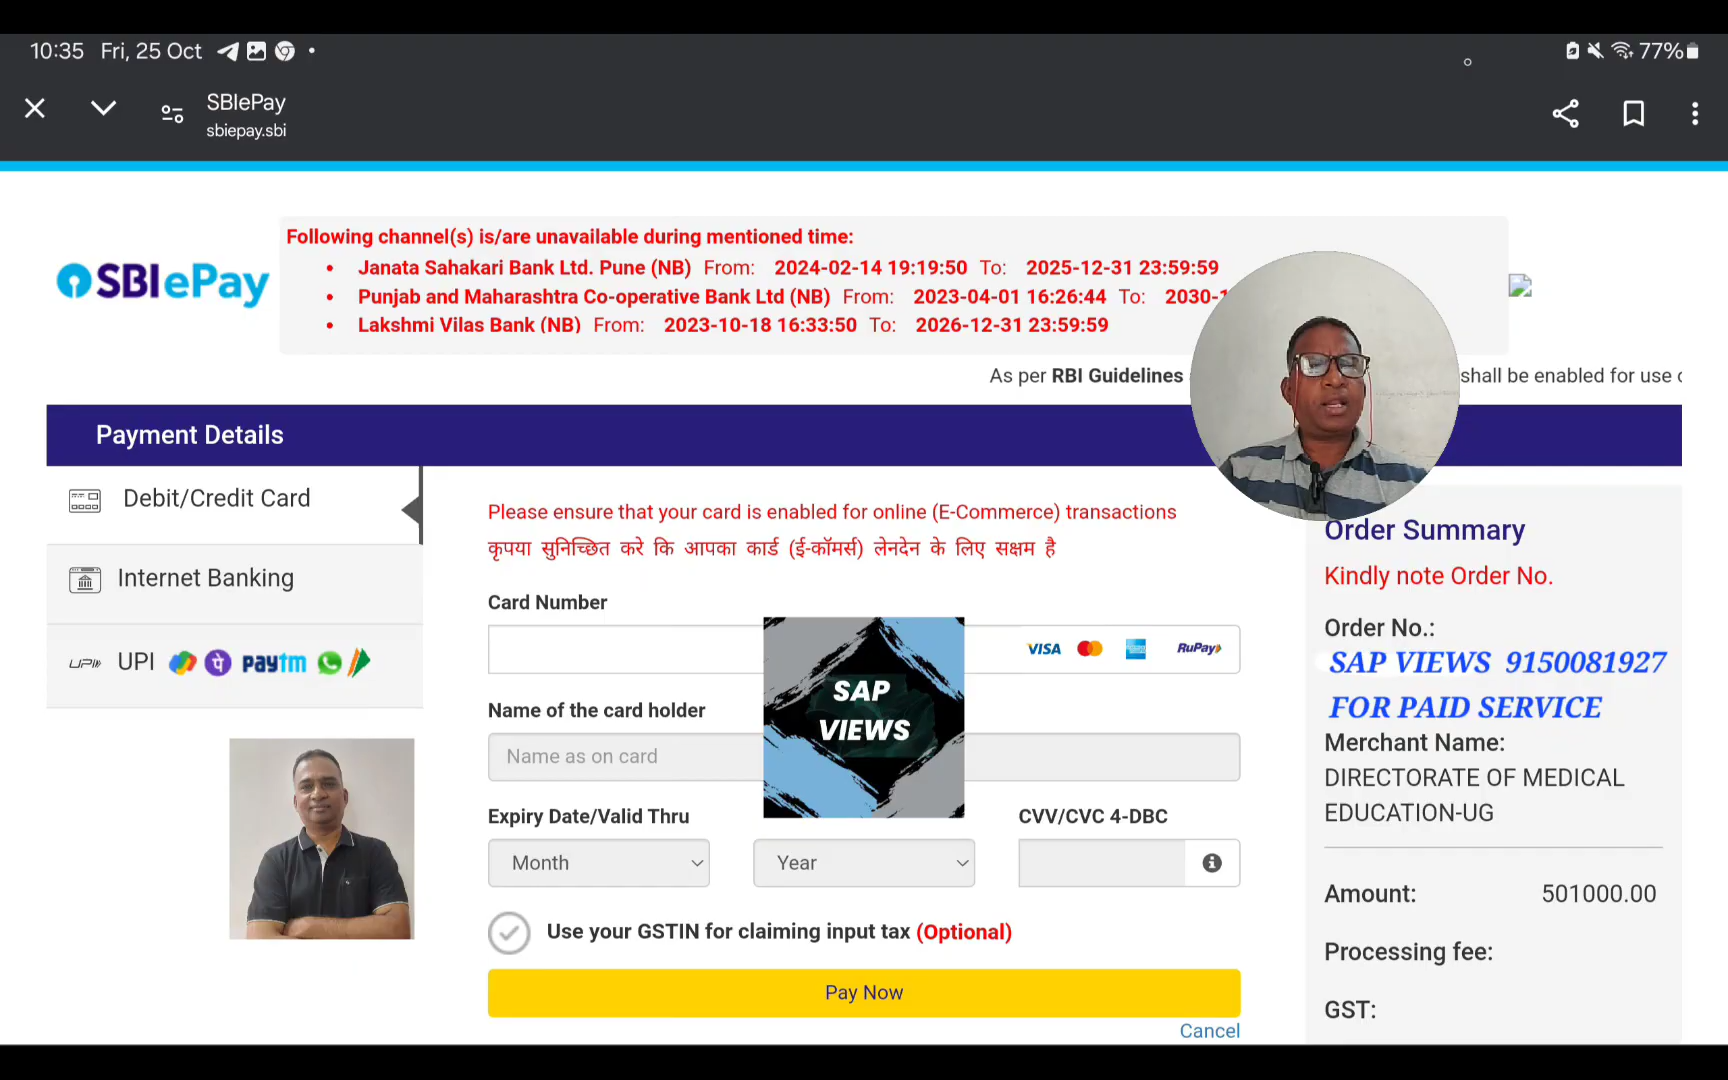 10:35 Fri, 25 Oct
77%
SBIePay
sbiepay.sbi
SBI ePay
Following channel(s) is/are unavailable during mentioned time:
Janata Sahakari Bank Ltd. Pune (NB) From: 2024-02-14 19:19:50 To: 2025-12-31 23:59:59
Punjab and Maharashtra Co-operative Bank Ltd (NB) From: 2023-04-01 16:26:44 To: 2030-1
Lakshmi Vilas Bank (NB) From: 2023-10-18 16:33:50 To: 2026-12-31 23:59:59
As per RBI Guidelines shall be enabled for use
Payment Details
Debit/Credit Card
Internet Banking
UPI UPI paytm
Please ensure that your card is enabled for online (E-Commerce) transactions
कृपया सुनिच्छित करे कि आपका कार्ड (ई-कॉमर्स) लेनदेन के लिए सक्षम है
Card Number
VISA RuPay
Name of the card holder
Name as on card
SAP
VIEWS
Expiry Date/Valid Thru
CVV/CVC 4-DBC
Month
Year
Use your GSTIN for claiming input tax (Optional)
Pay Now
Cancel
Order Summary
Kindly note Order No.
Order No.:
SAP VIEWS 9150081927
FOR PAID SERVICE
Merchant Name:
DIRECTORATE OF MEDICAL
EDUCATION-UG
Amount: 501000.00
Processing fee:
GST: